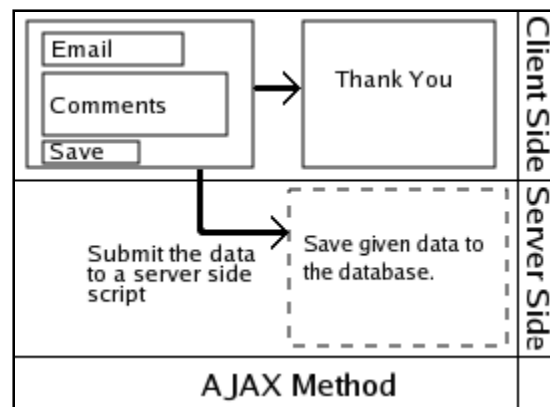 Email
Comments
Save
Thank You
Client Side
Submit the data
to a server side
script
Save given data to
the database.
Server Side
AJAX Method